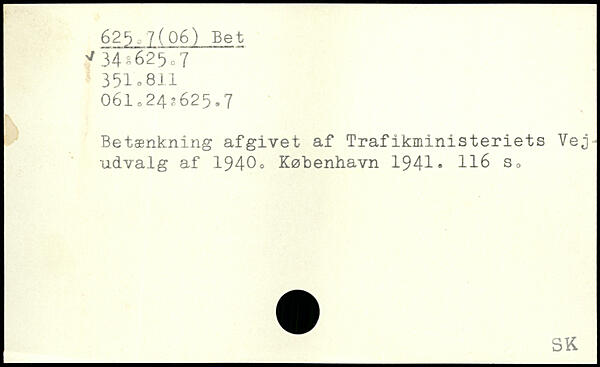 625.7(06) Bet
✓ 34:625.7
351.811
061.24:625.7
Betænkning afgivet af Trafikministeriets Vej-
udvalg af 1940. København 1941. 116 s.
SK